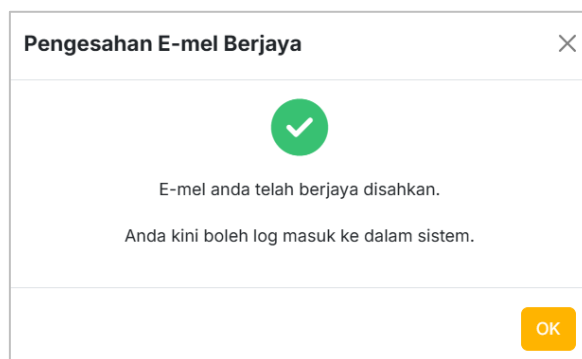 Pengesahan E-mel Berjaya
E-mel anda telah berjaya disahkan.
Anda kini boleh log masuk ke dalam sistem.
OK